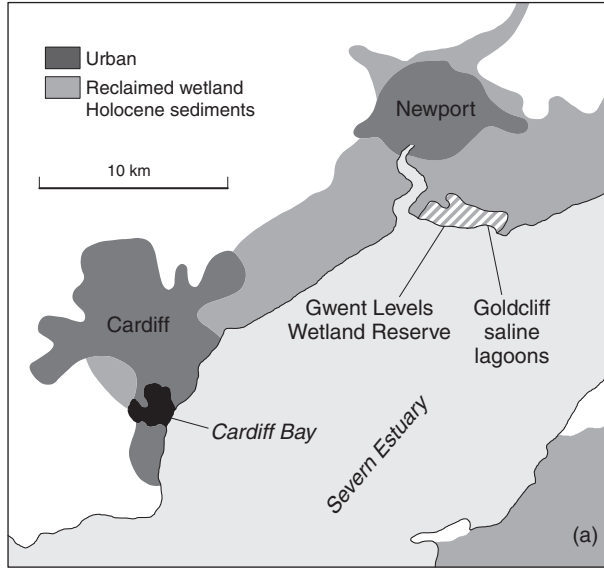 Urban
Reclaimed wetland
Holocene sediments
10 km
Newport
Gwent Levels
Wetland Reserve
Goldcliff
saline
lagoons
Cardiff
Cardiff Bay
Severn Estuary
(a)